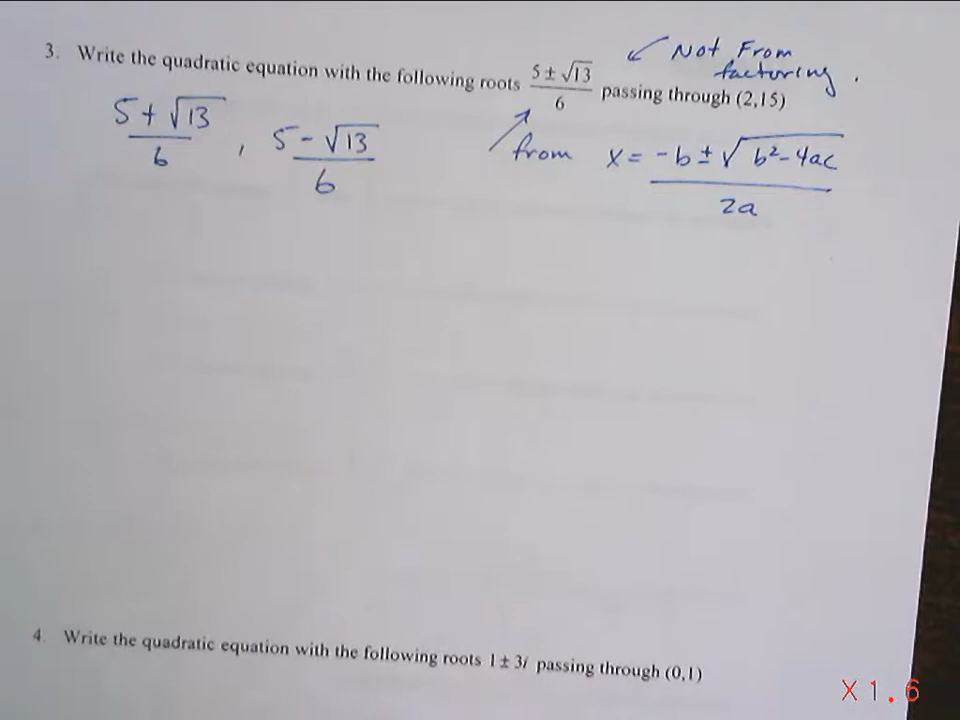 3. Write the quadratic equation with the following roots (5 ± √13)/6 passing through (2,15)
↙ Not From
factoring.
(5 + √13)/6 , (5 - √13)/6
↗ from x = (-b ± √(b² - 4ac))/2a
4. Write the quadratic equation with the following roots 1 ± 3i passing through (0,1)
X1.6